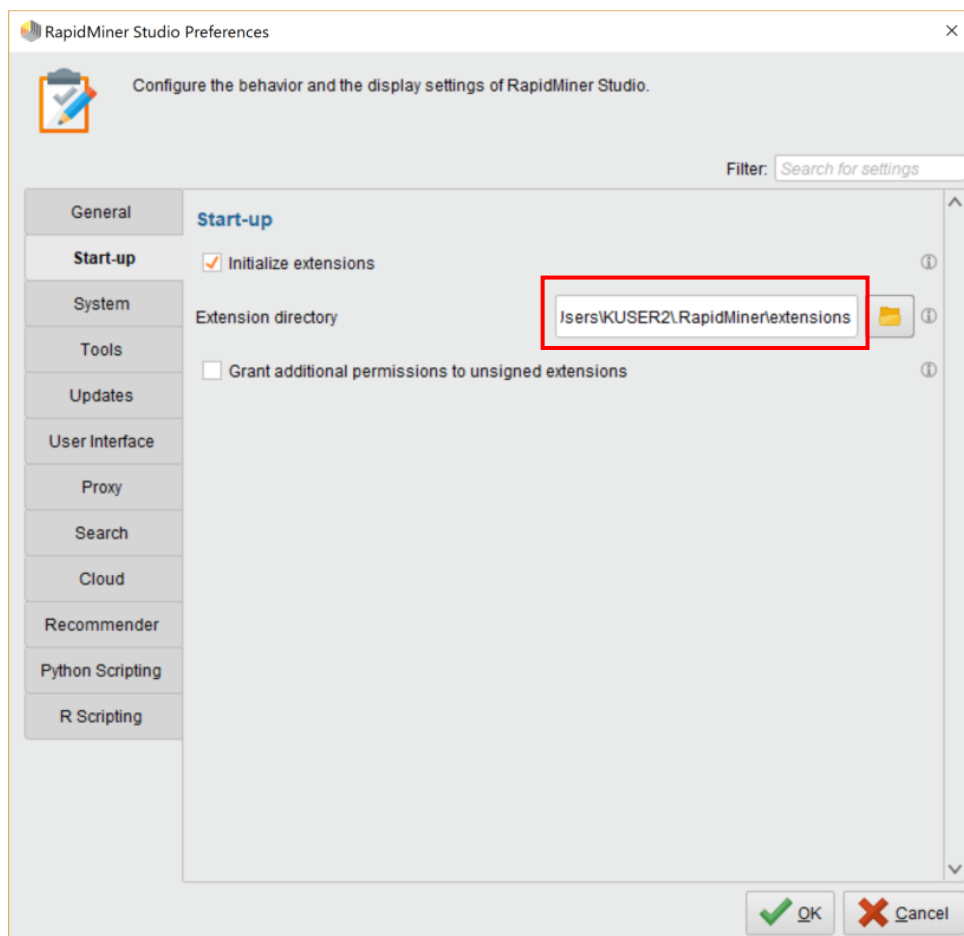 RapidMiner Studio Preferences
Configure the behavior and the display settings of RapidMiner Studio.
Filter: Search for settings
General
Start-up
System
Tools
Updates
User Interface
Proxy
Search
Cloud
Recommender
Python Scripting
R Scripting
Start-up
Initialize extensions
Extension directory
sers\KUSER2\.RapidMiner\extensions
Grant additional permissions to unsigned extensions
OK
Cancel